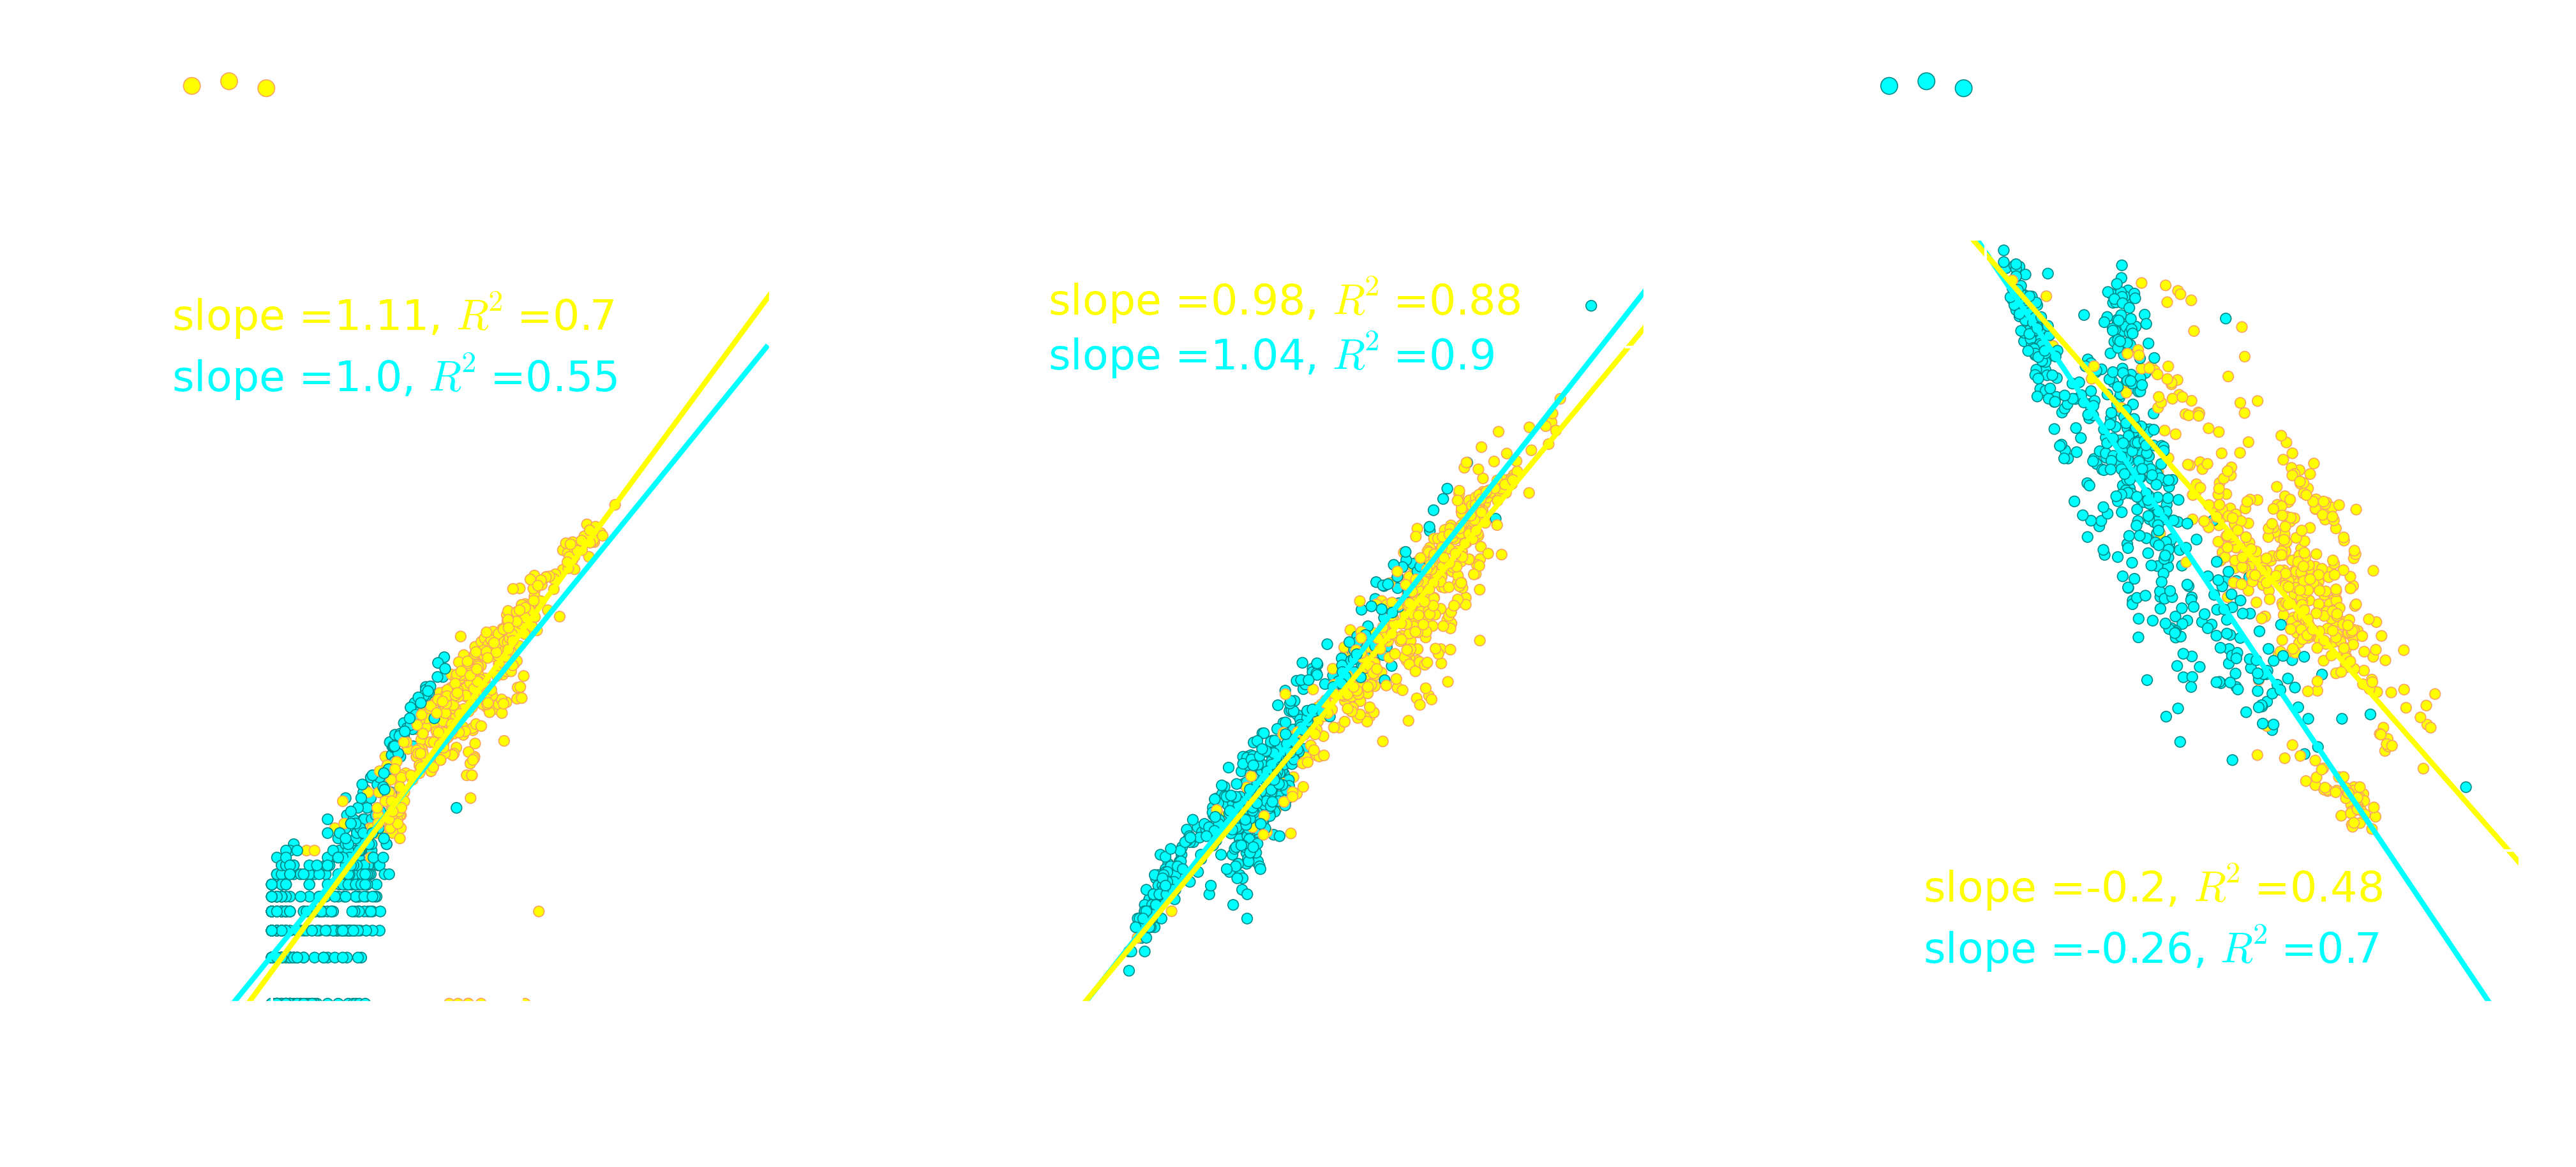 slope =1.11, R² =0.7
slope =1.0, R² =0.55
slope =0.98, R² =0.88
slope =1.04, R² =0.9
slope =-0.2, R² =0.48
slope =-0.26, R² =0.7